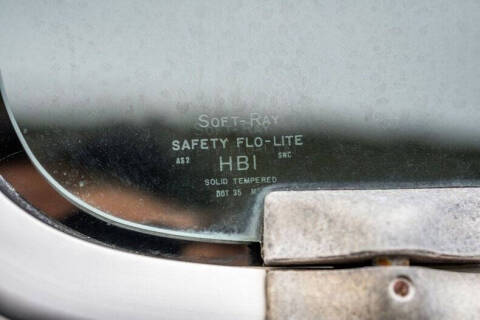 SOFT-RAY
SAFETY FLO-LITE
AS2 HBI SNC
SOLID TEMPERED
DOT 35